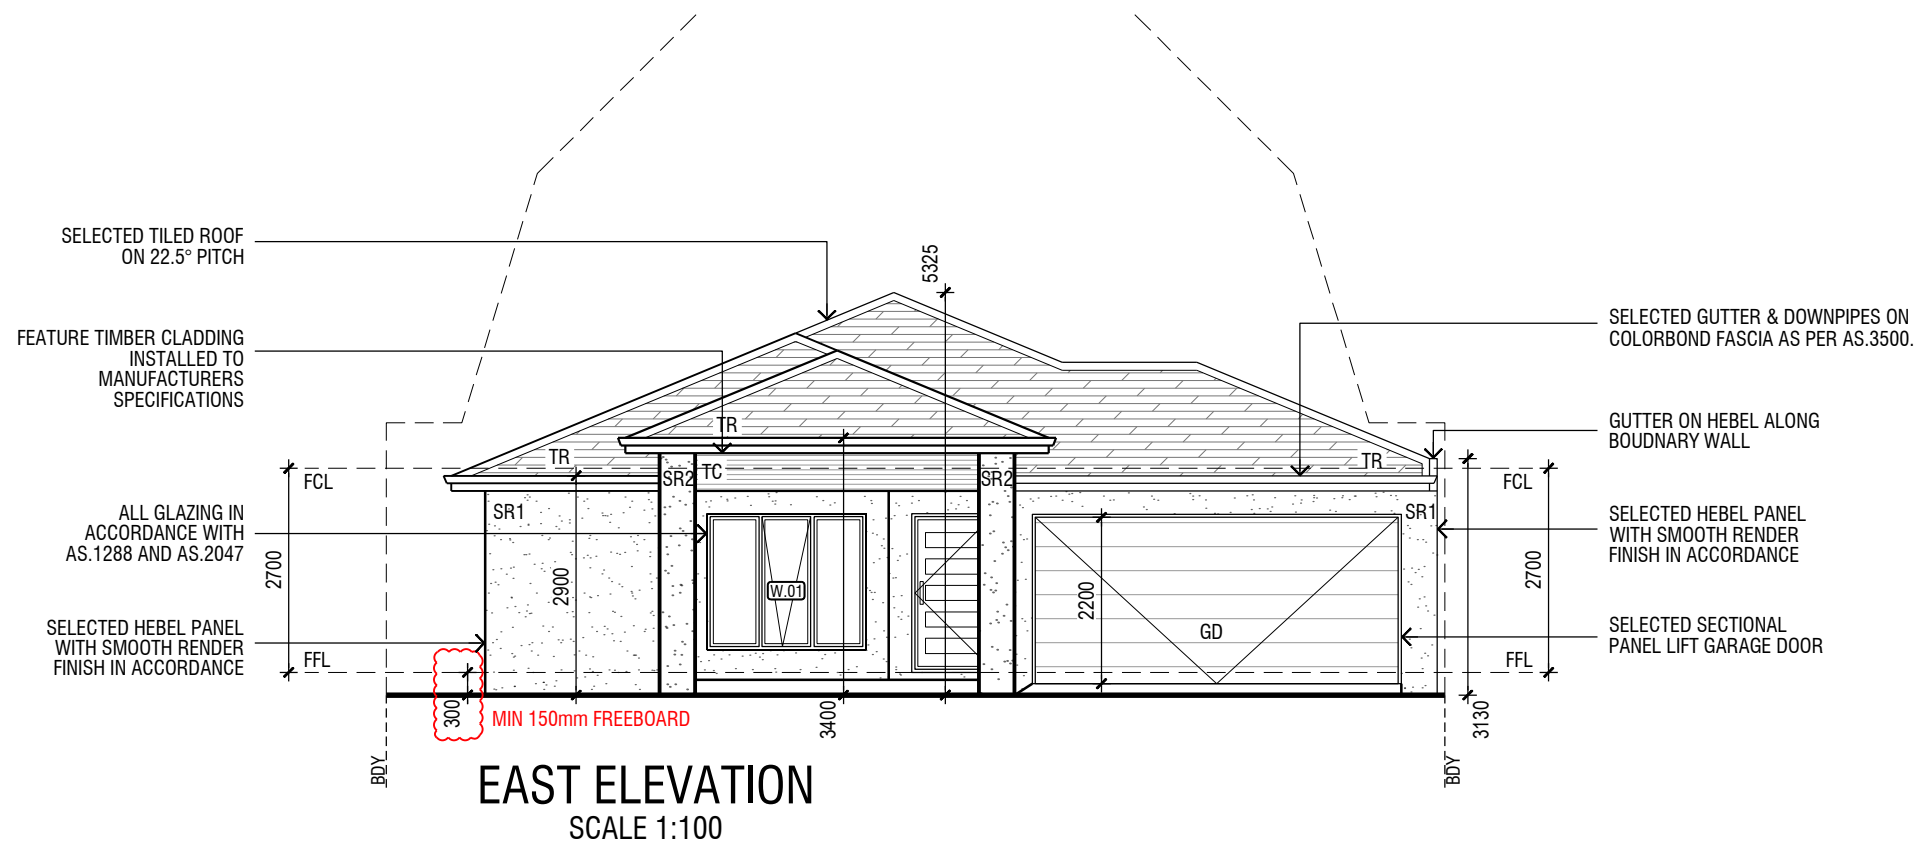 SELECTED TILED ROOF
ON 22.5° PITCH
FEATURE TIMBER CLADDING
INSTALLED TO
MANUFACTURERS
SPECIFICATIONS
ALL GLAZING IN
ACCORDANCE WITH
AS.1288 AND AS.2047
SELECTED HEBEL PANEL
WITH SMOOTH RENDER
FINISH IN ACCORDANCE
2700
FCL
FFL
300
MIN 150mm FREEBOARD
BDY
SR1
2900
TR
TR
SR2
TC
W.01
3400
5325
SR2
2200
GD
TR
SR1
FCL
FFL
2700
3130
BDY
SELECTED GUTTER & DOWNPIPES ON
COLORBOND FASCIA AS PER AS.3500.
GUTTER ON HEBEL ALONG
BOUDNARY WALL
SELECTED HEBEL PANEL
WITH SMOOTH RENDER
FINISH IN ACCORDANCE
SELECTED SECTIONAL
PANEL LIFT GARAGE DOOR
EAST ELEVATION
SCALE 1:100